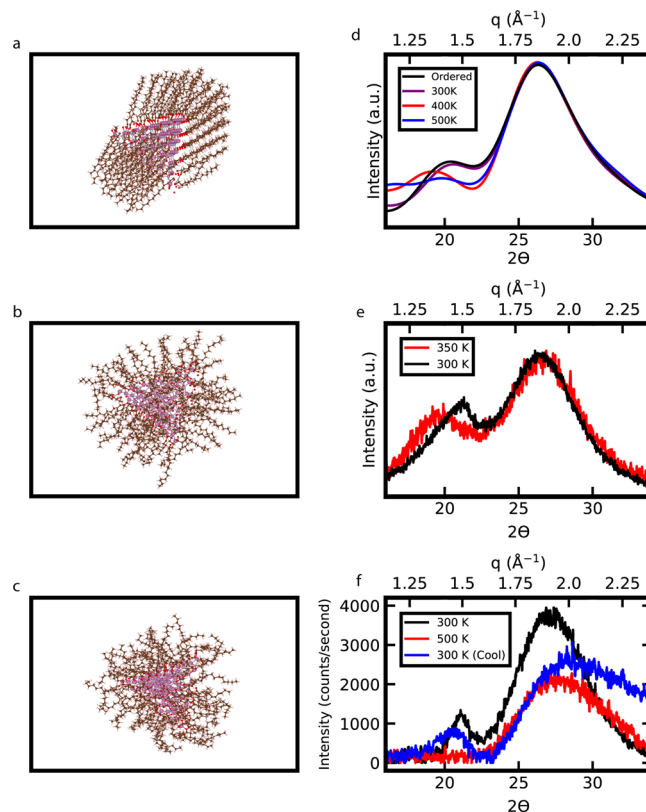 a
d
q (Å⁻¹)
1.25 1.5 1.75 2.0 2.25
Intensity (a.u.)
Ordered
300K
400K
500K
20 25 30
2Θ
b
e
q (Å⁻¹)
1.25 1.5 1.75 2.0 2.25
Intensity (a.u.)
350 K
300 K
20 25 30
2Θ
c
f
q (Å⁻¹)
1.25 1.5 1.75 2.0 2.25
Intensity (counts/second)
4000
3000
2000
1000
0
300 K
500 K
300 K (Cool)
20 25 30
2Θ